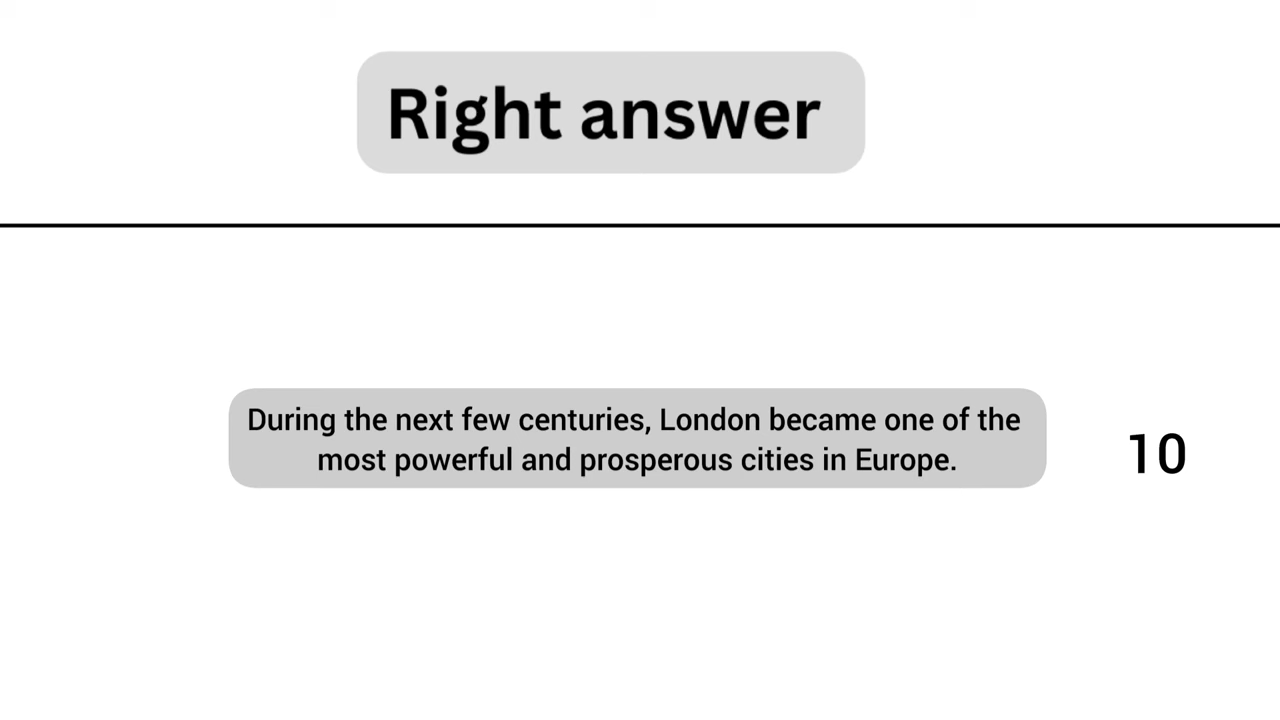 Right answer
During the next few centuries, London became one of the
most powerful and prosperous cities in Europe.
10